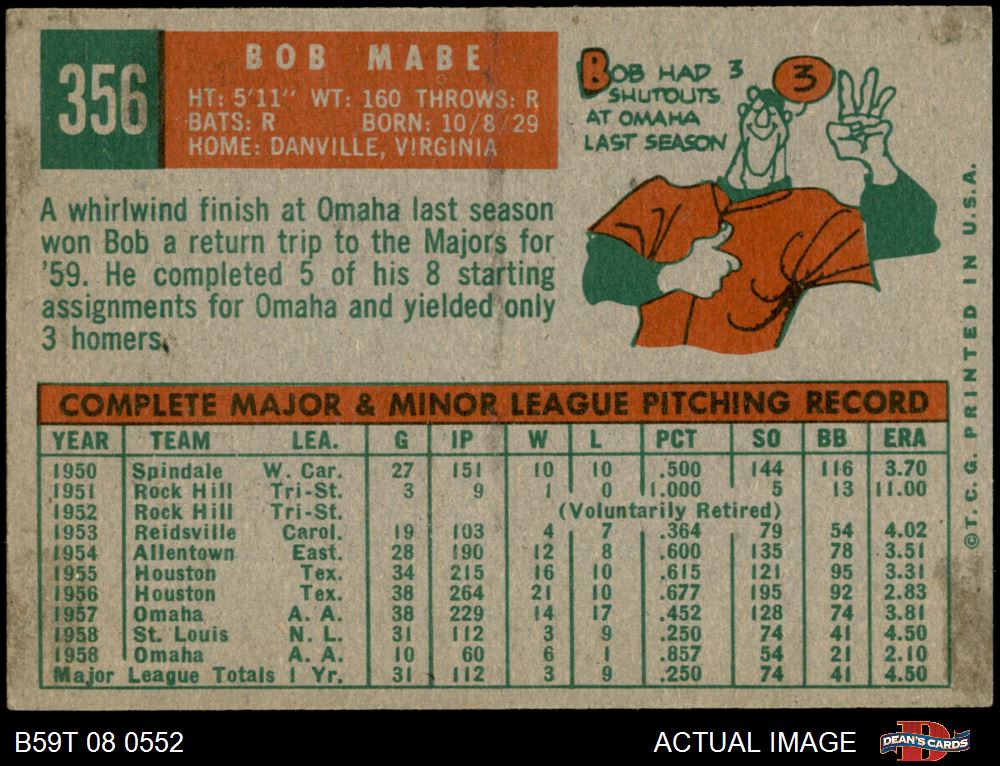 356
BOB MABE
HT: 5'11" WT: 160 THROWS: R
BATS: R BORN: 10/8/29
HOME: DANVILLE, VIRGINIA
BOB HAD 3
SHUTOUTS
AT OMAHA
LAST SEASON
3
A whirlwind finish at Omaha last season
won Bob a return trip to the Majors for
'59. He completed 5 of his 8 starting
assignments for Omaha and yielded only
3 homers.
COMPLETE MAJOR & MINOR LEAGUE PITCHING RECORD
YEAR TEAM LEA. G IP W L PCT SO BB ERA
1950 Spindale W. Car. 27 151 10 10 .500 144 116 3.70
1951 Rock Hill Tri-St. 3 9 1 0 1.000 5 13 11.00
1952 Rock Hill Tri-St. (Voluntarily Retired)
1953 Reidsville Carol. 19 103 4 7 .364 79 54 4.02
1954 Allentown East. 28 190 12 8 .600 135 78 3.51
1955 Houston Tex. 34 215 16 10 .615 121 95 3.31
1956 Houston Tex. 38 264 21 10 .677 195 92 2.83
1957 Omaha A. A. 38 229 14 17 .452 128 74 3.81
1958 St. Louis N. L. 31 112 3 9 .250 74 41 4.50
1958 Omaha A. A. 10 60 6 1 .857 54 21 2.10
Major League Totals 1 Yr. 31 112 3 9 .250 74 41 4.50
©T. C. G. PRINTED IN U.S.A.
B59T 08 0552
ACTUAL IMAGE
DEAN'S CARDS